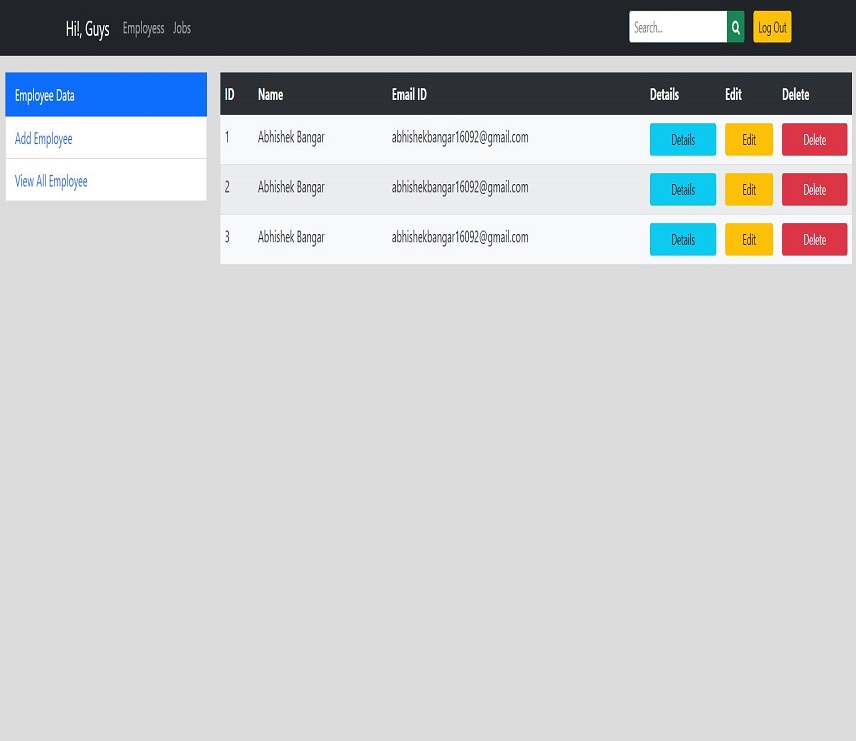 Hi!, Guys Employess Jobs Search... Log Out
Employee Data
Add Employee
View All Employee
ID Name Email ID Details Edit Delete
1 Abhishek Bangar abhishekbangar16092@gmail.com Details Edit Delete
2 Abhishek Bangar abhishekbangar16092@gmail.com Details Edit Delete
3 Abhishek Bangar abhishekbangar16092@gmail.com Details Edit Delete